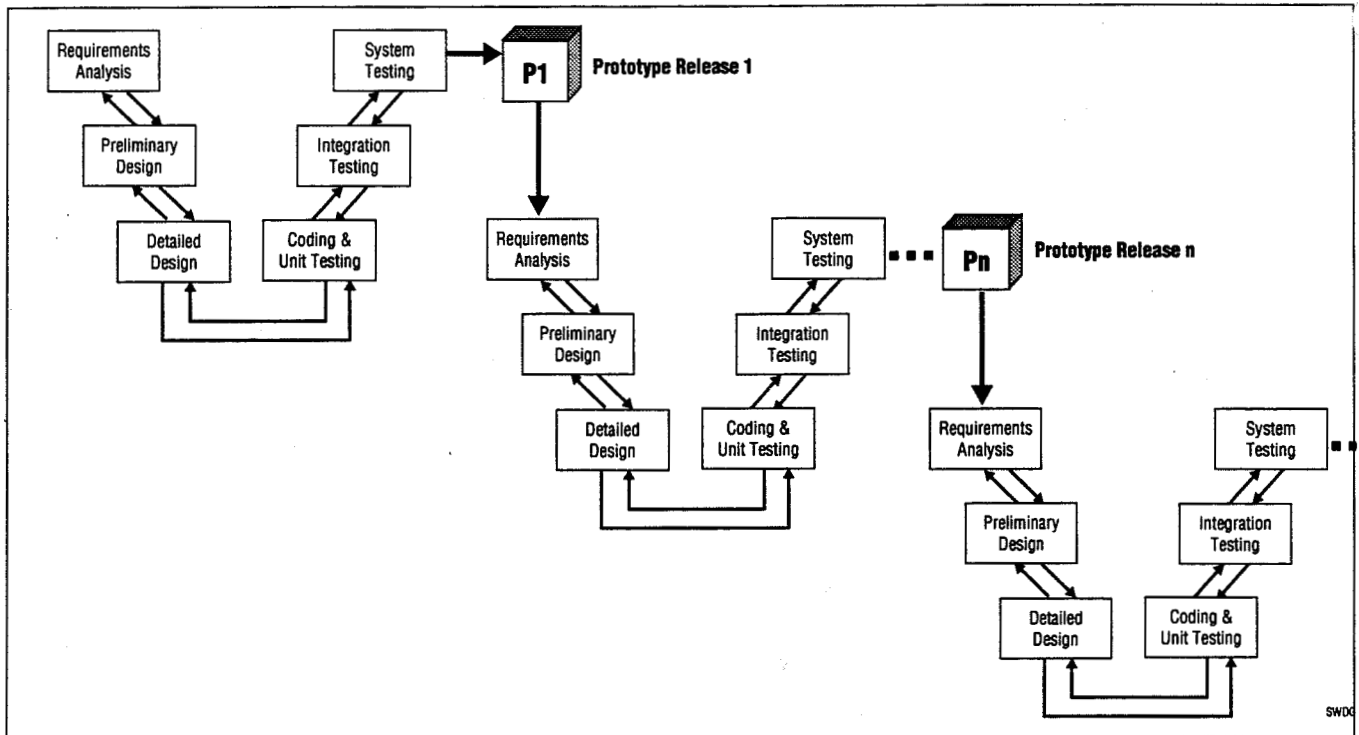 Requirements
Analysis
Preliminary
Design
Detailed
Design
Coding &
Unit Testing
Integration
Testing
System
Testing
P1
Prototype Release 1
Requirements
Analysis
Preliminary
Design
Detailed
Design
Coding &
Unit Testing
Integration
Testing
System
Testing
Pn
Prototype Release n
Requirements
Analysis
Preliminary
Design
Detailed
Design
Coding &
Unit Testing
Integration
Testing
System
Testing